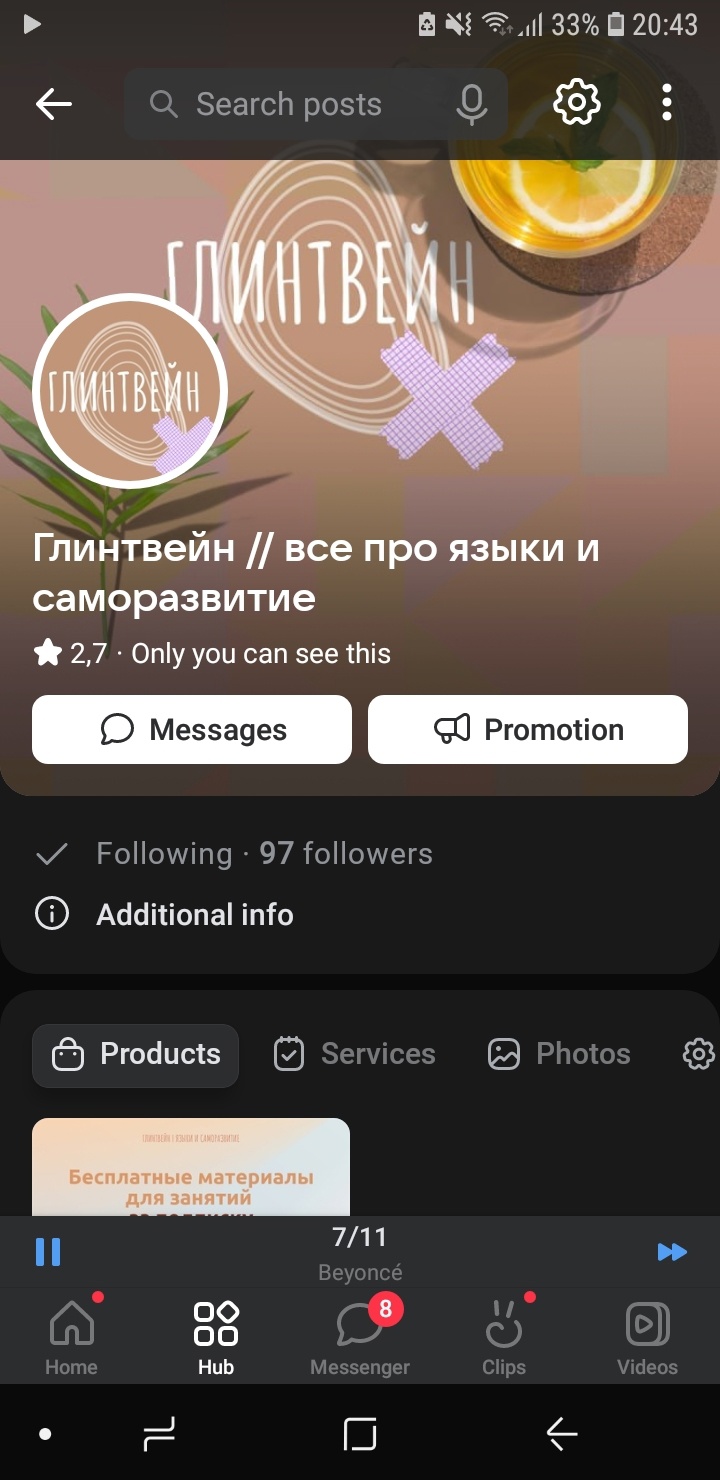 33% 20:43
Search posts
ГЛИНТВЕЙН
ГЛИНТВЕЙН
Глинтвейн // все про языки и
саморазвитие
2,7 · Only you can see this
Messages
Promotion
Following · 97 followers
Additional info
Products
Services
Photos
ГЛИНТВЕЙН | ЯЗЫКИ И САМОРАЗВИТИЕ
Бесплатные материалы
для занятий
за подписку
7/11
Beyoncé
8
Home
Hub
Messenger
Clips
Videos